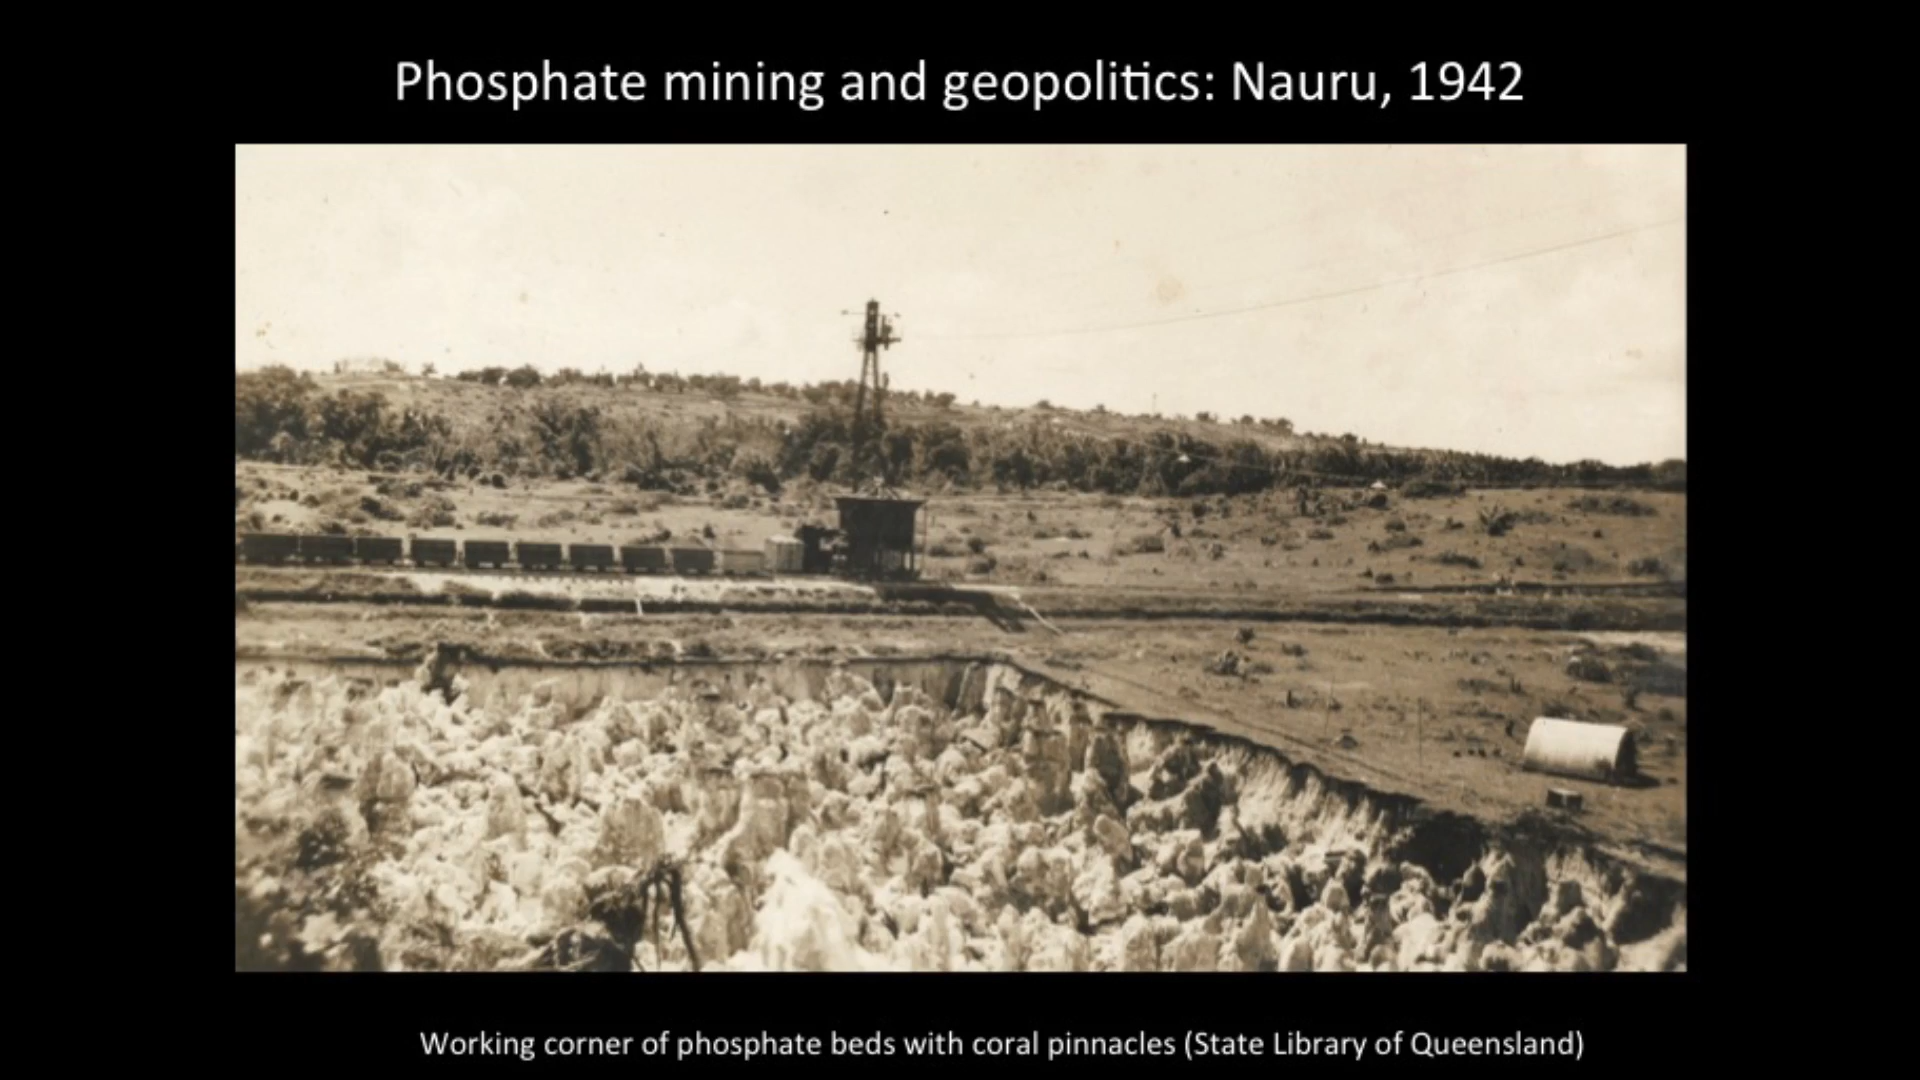 Phosphate mining and geopolitics: Nauru, 1942
Working corner of phosphate beds with coral pinnacles (State Library of Queensland)